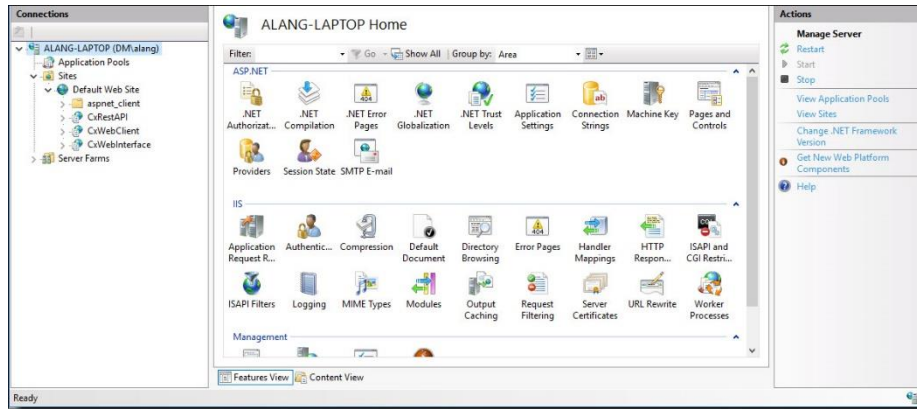 Connections
ALANG-LAPTOP (DM\alang)
Application Pools
Sites
Default Web Site
aspnet_client
CxRestAPI
CxWebClient
CxWebInterface
Server Farms
ALANG-LAPTOP Home
Filter: Go Show All Group by: Area
ASP.NET
.NET Authorizat...
.NET Compilation
.NET Error Pages
.NET Globalization
.NET Trust Levels
Application Settings
Connection Strings
Machine Key
Pages and Controls
Providers
Session State
SMTP E-mail
IIS
Application Request R...
Authentic...
Compression
Default Document
Directory Browsing
Error Pages
Handler Mappings
HTTP Respon...
ISAPI and CGI Restri...
ISAPI Filters
Logging
MIME Types
Modules
Output Caching
Request Filtering
Server Certificates
URL Rewrite
Worker Processes
Management
Features View Content View
Actions
Manage Server
Restart
Start
Stop
View Application Pools
View Sites
Change .NET Framework
Version
Get New Web Platform
Components
Help
Ready